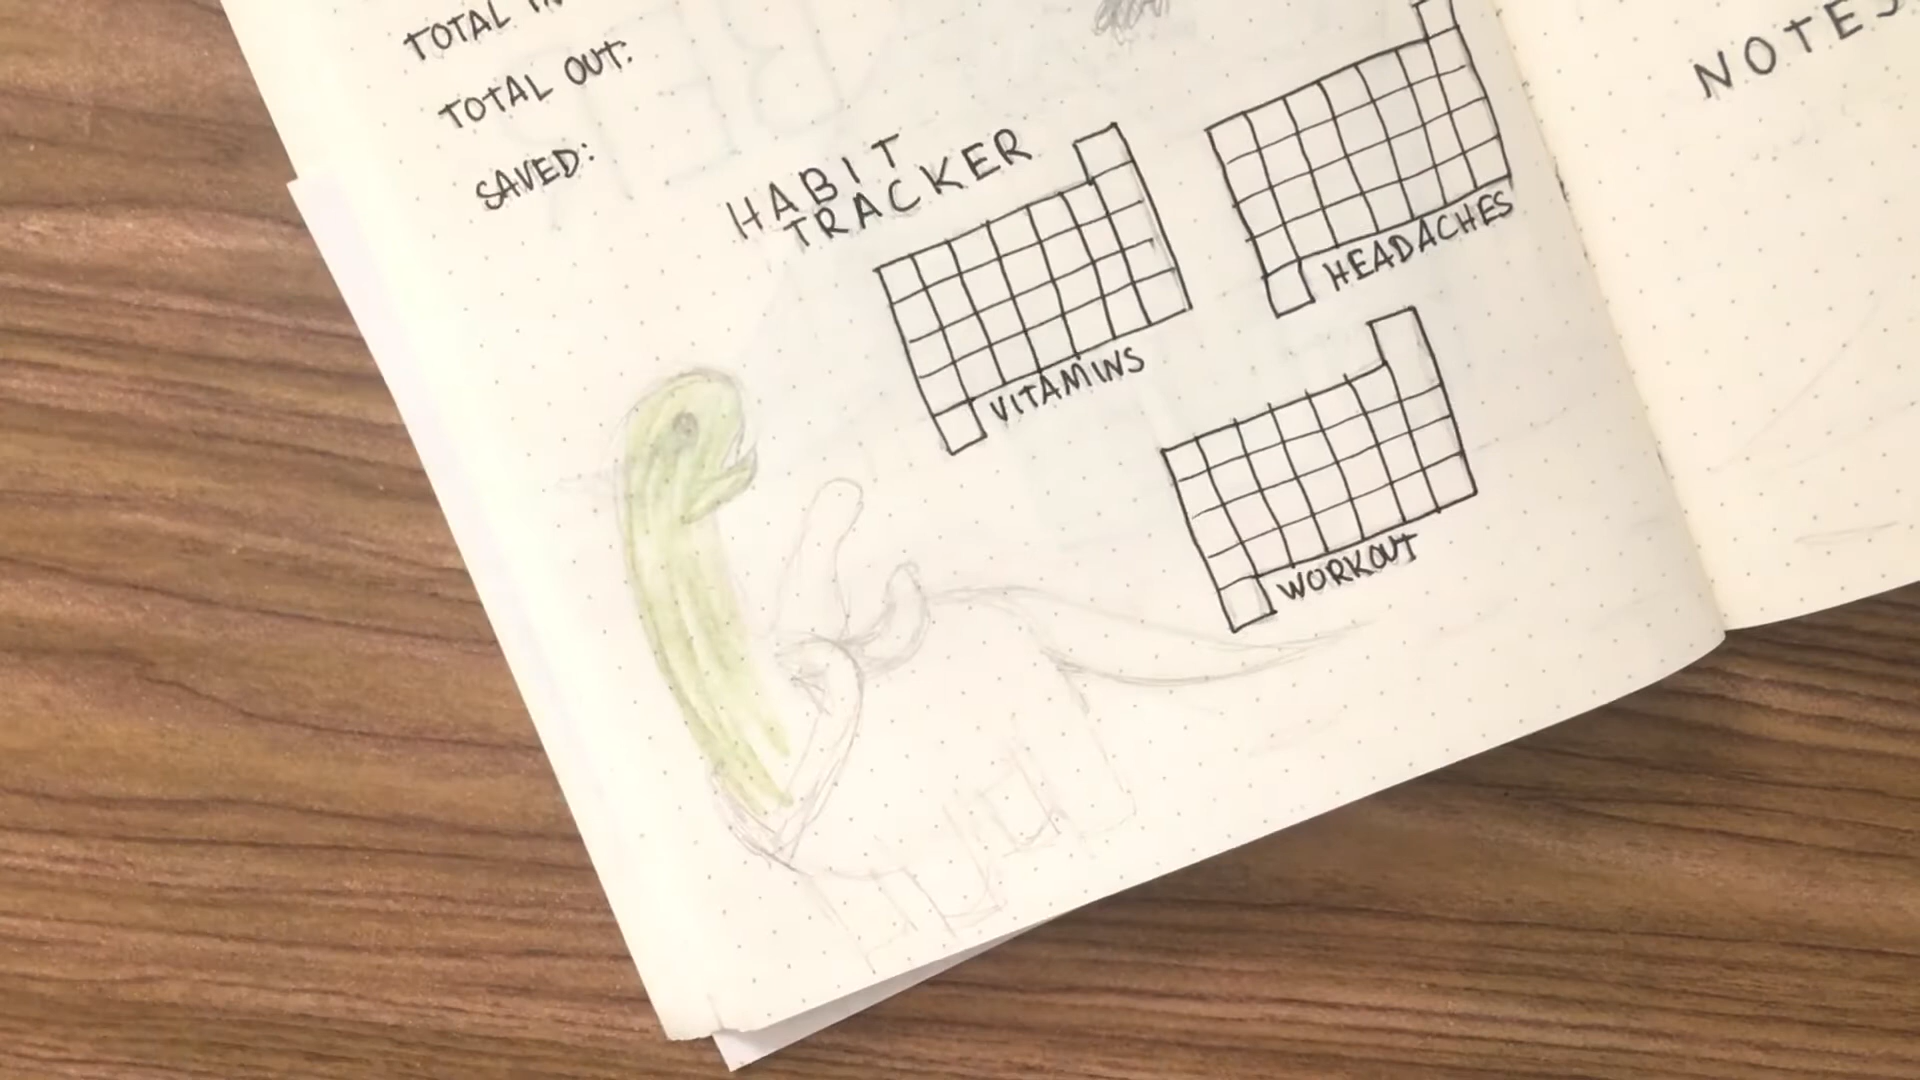 TOTAL
TOTAL OUT:
SAVED:
HABIT
TRACKER
VITAMINS
HEADACHES
WORKOUT
NOTES